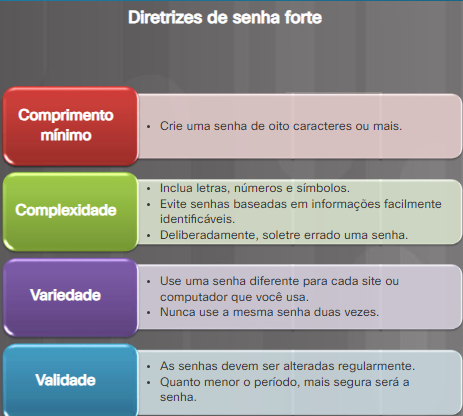 Diretrizes de senha forte
Comprimento
mínimo
• Crie uma senha de oito caracteres ou mais.
Complexidade
• Inclua letras, números e símbolos.
• Evite senhas baseadas em informações facilmente
identificáveis.
• Deliberadamente, soletre errado uma senha.
Variedade
• Use uma senha diferente para cada site ou
computador que você usa.
• Nunca use a mesma senha duas vezes.
Validade
• As senhas devem ser alteradas regularmente.
• Quanto menor o período, mais segura será a
senha.